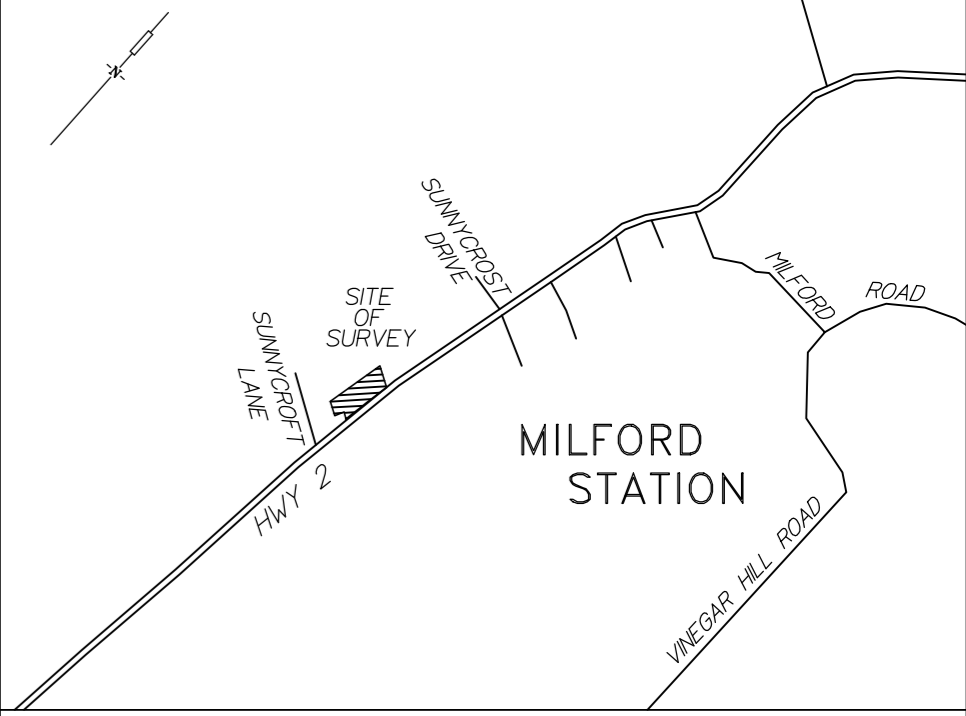 N
SUNNYCROST
DRIVE
SITE
OF
SURVEY
SUNNYCROFT
LANE
HWY 2
MILFORD
ROAD
MILFORD
STATION
VINEGAR HILL ROAD